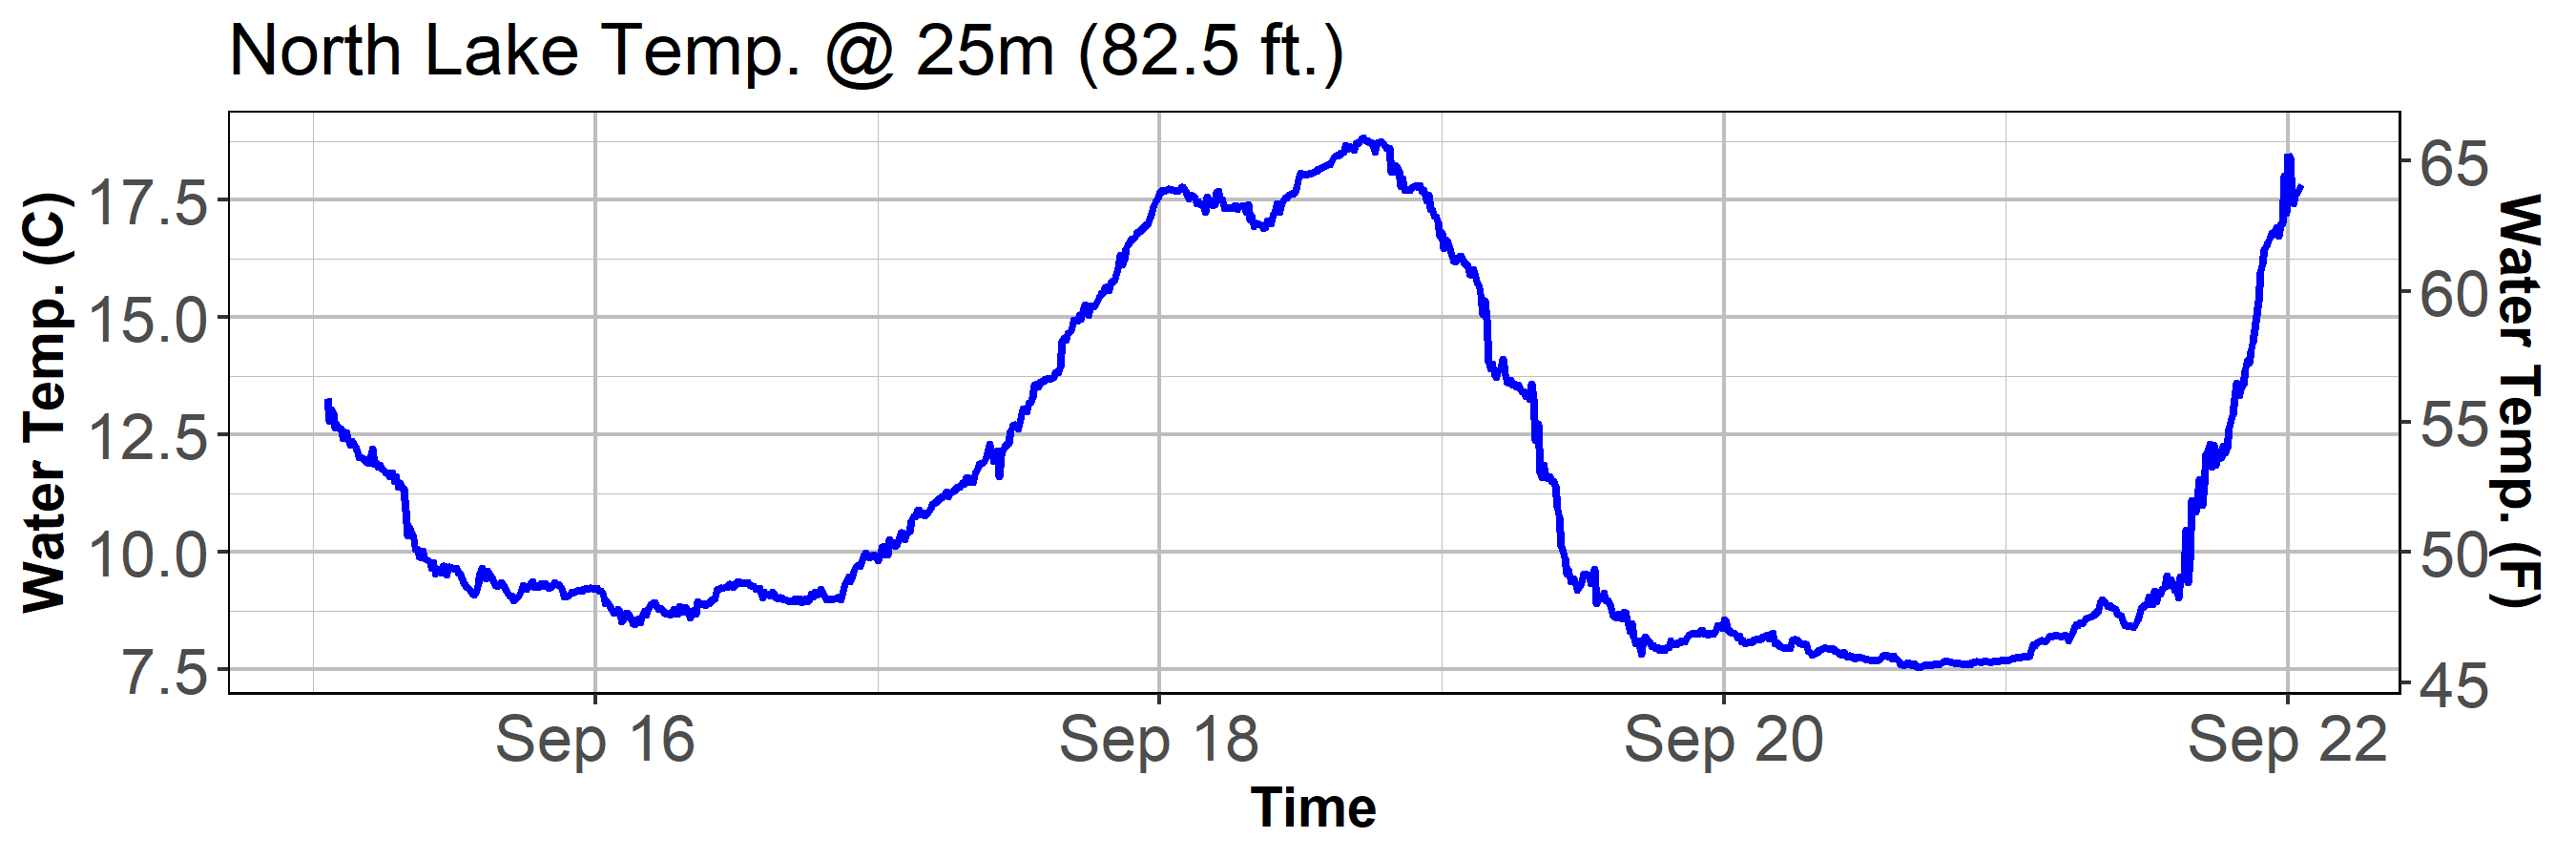 North Lake Temp. @ 25m (82.5 ft.)
Water Temp. (C)
17.5
15.0
12.5
10.0
7.5
65
60
55
50
45
Water Temp. (F)
Sep 16
Sep 18
Sep 20
Sep 22
Time